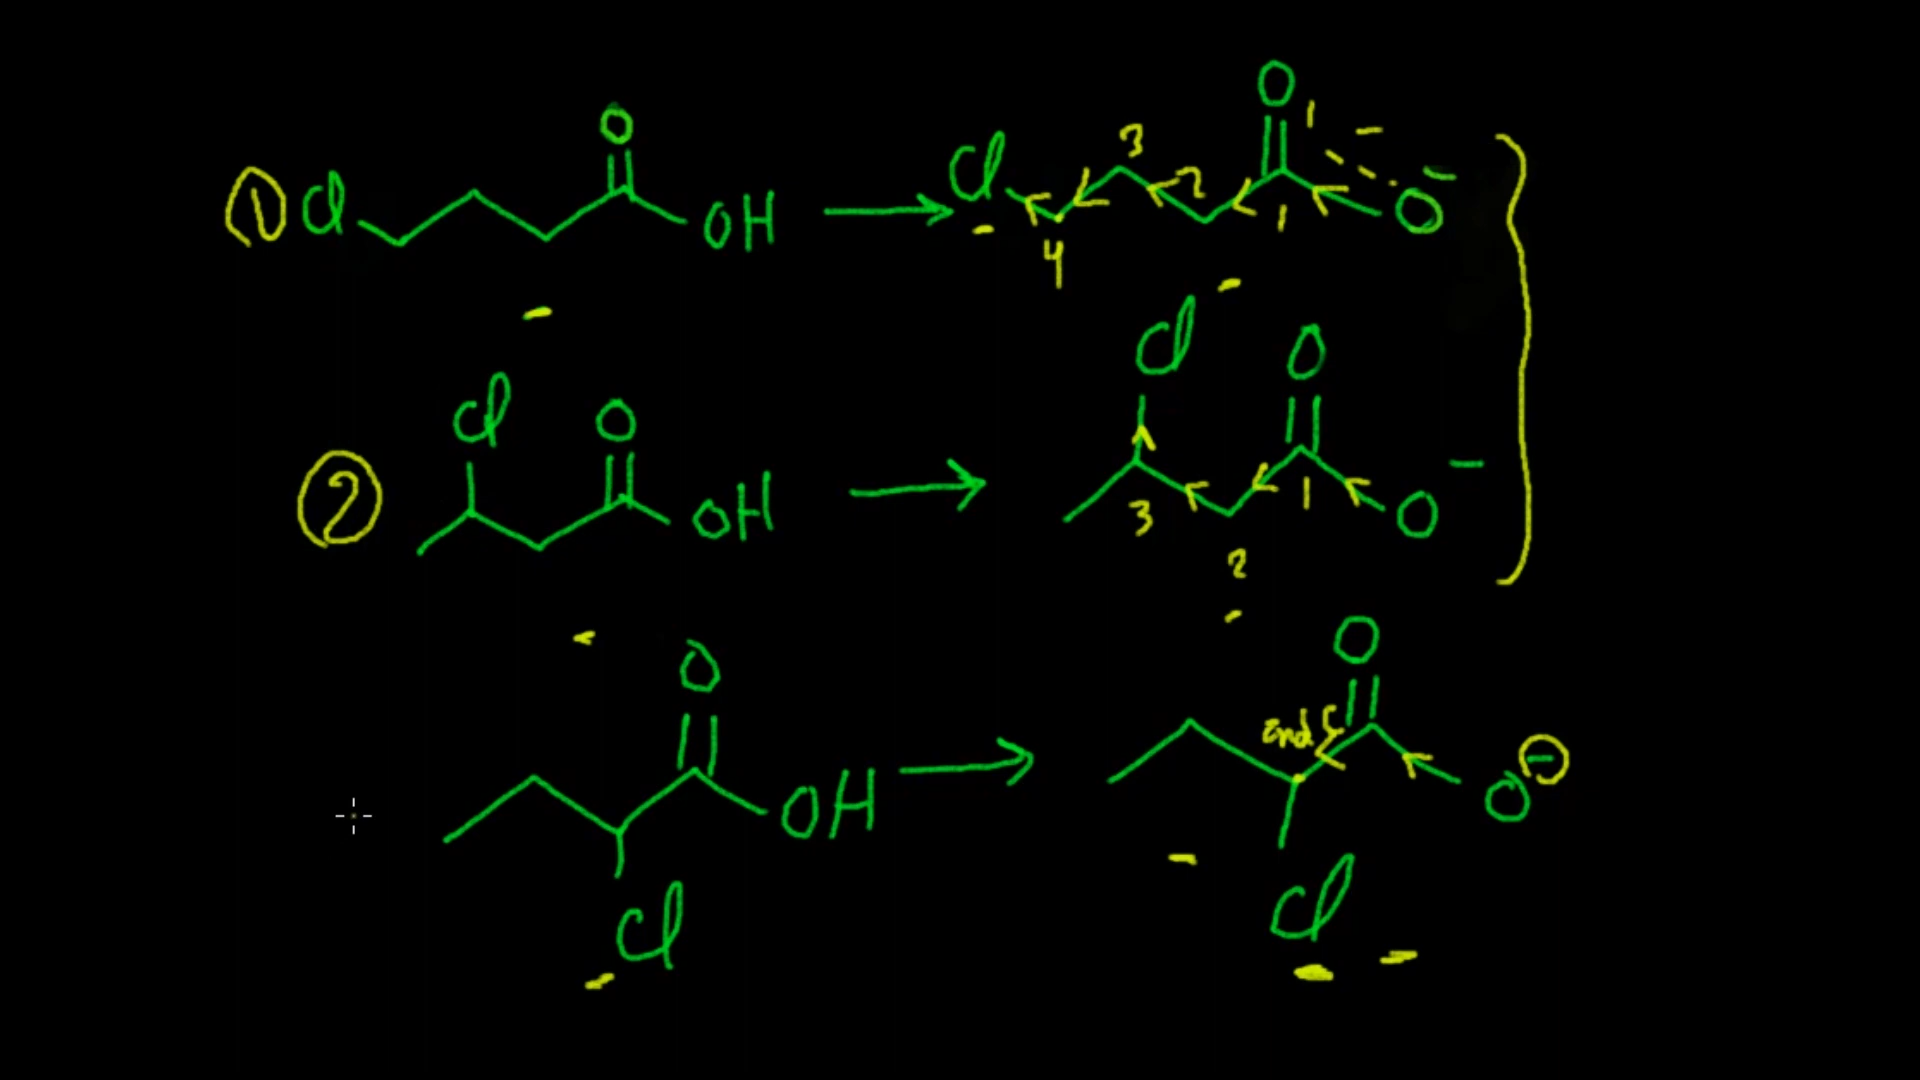 O O 1 -
① Cl OH Cl 3 2 1 O -
4
Cl Cl O
O
② OH 3 1 O -
2
O O
End
OH O ⊖
Cl Cl